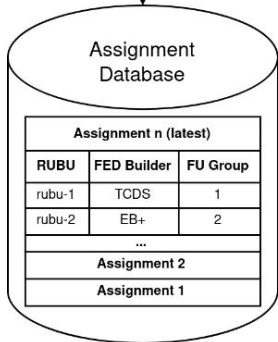 Assignment
Database
Assignment n (latest)
RUBU FED Builder FU Group
rubu-1 TCDS 1
rubu-2 EB+ 2
...
Assignment 2
Assignment 1